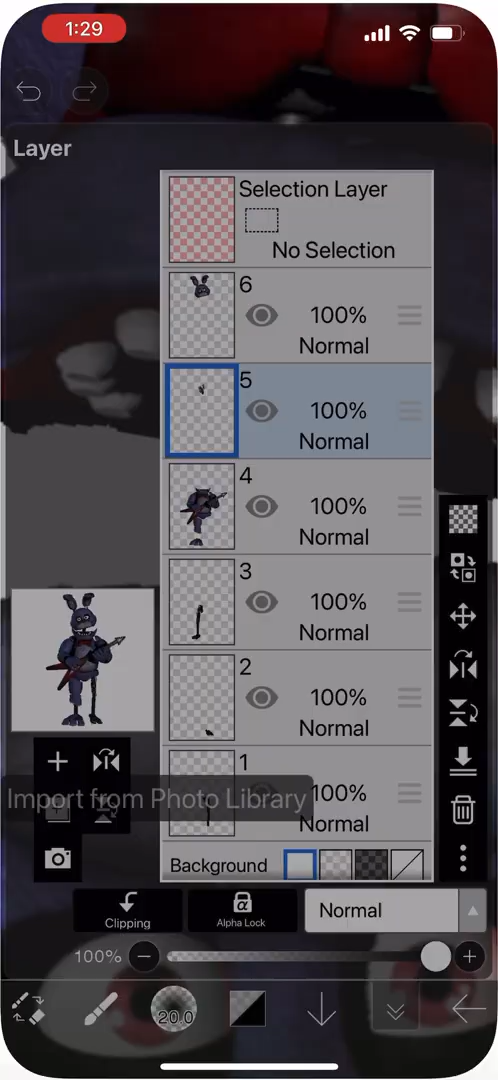 1:29
Layer
Selection Layer
No Selection
6
100%
Normal
5
100%
Normal
4
100%
Normal
3
100%
Normal
2
100%
Normal
1
100%
Normal
Import from Photo Library
Background
Clipping
Alpha Lock
Normal
100%
20.0